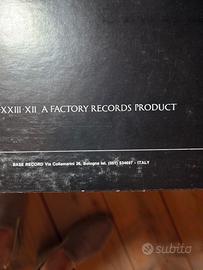 XXIII·XII A FACTORY RECORDS PRODUCT
BASE RECORD Via Collamarini 26, Bologna tel. (051) 534697 - ITALY
subito